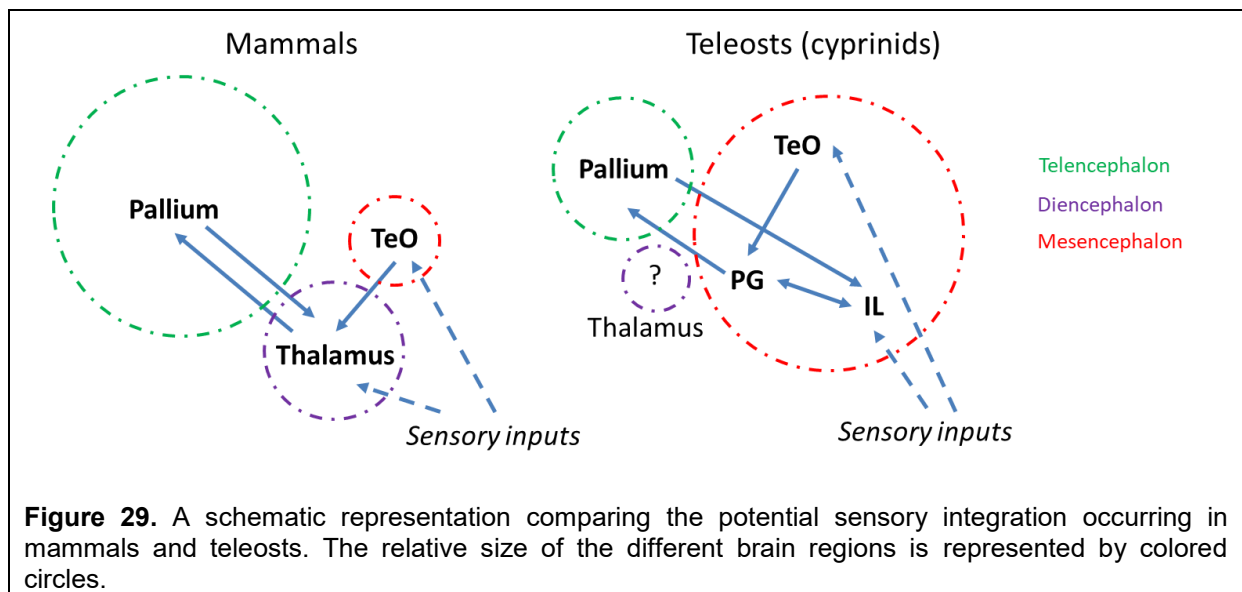 Mammals
Teleosts (cyprinids)
Pallium
TeO
Thalamus
Sensory inputs
Pallium
TeO
?
Thalamus
PG
IL
Sensory inputs
Telencephalon
Diencephalon
Mesencephalon
Figure 29. A schematic representation comparing the potential sensory integration occurring in
mammals and teleosts. The relative size of the different brain regions is represented by colored
circles.